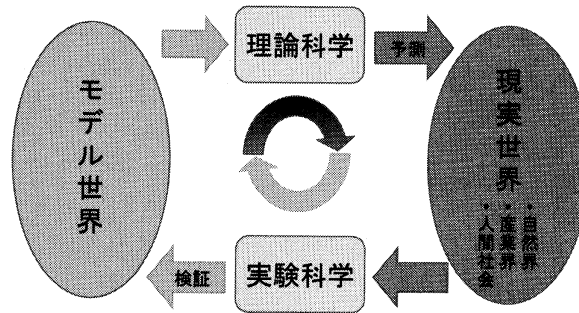 モデル世界
理論科学
予測
現実世界
・自然界
・産業界
・人間社会
検証
実験科学